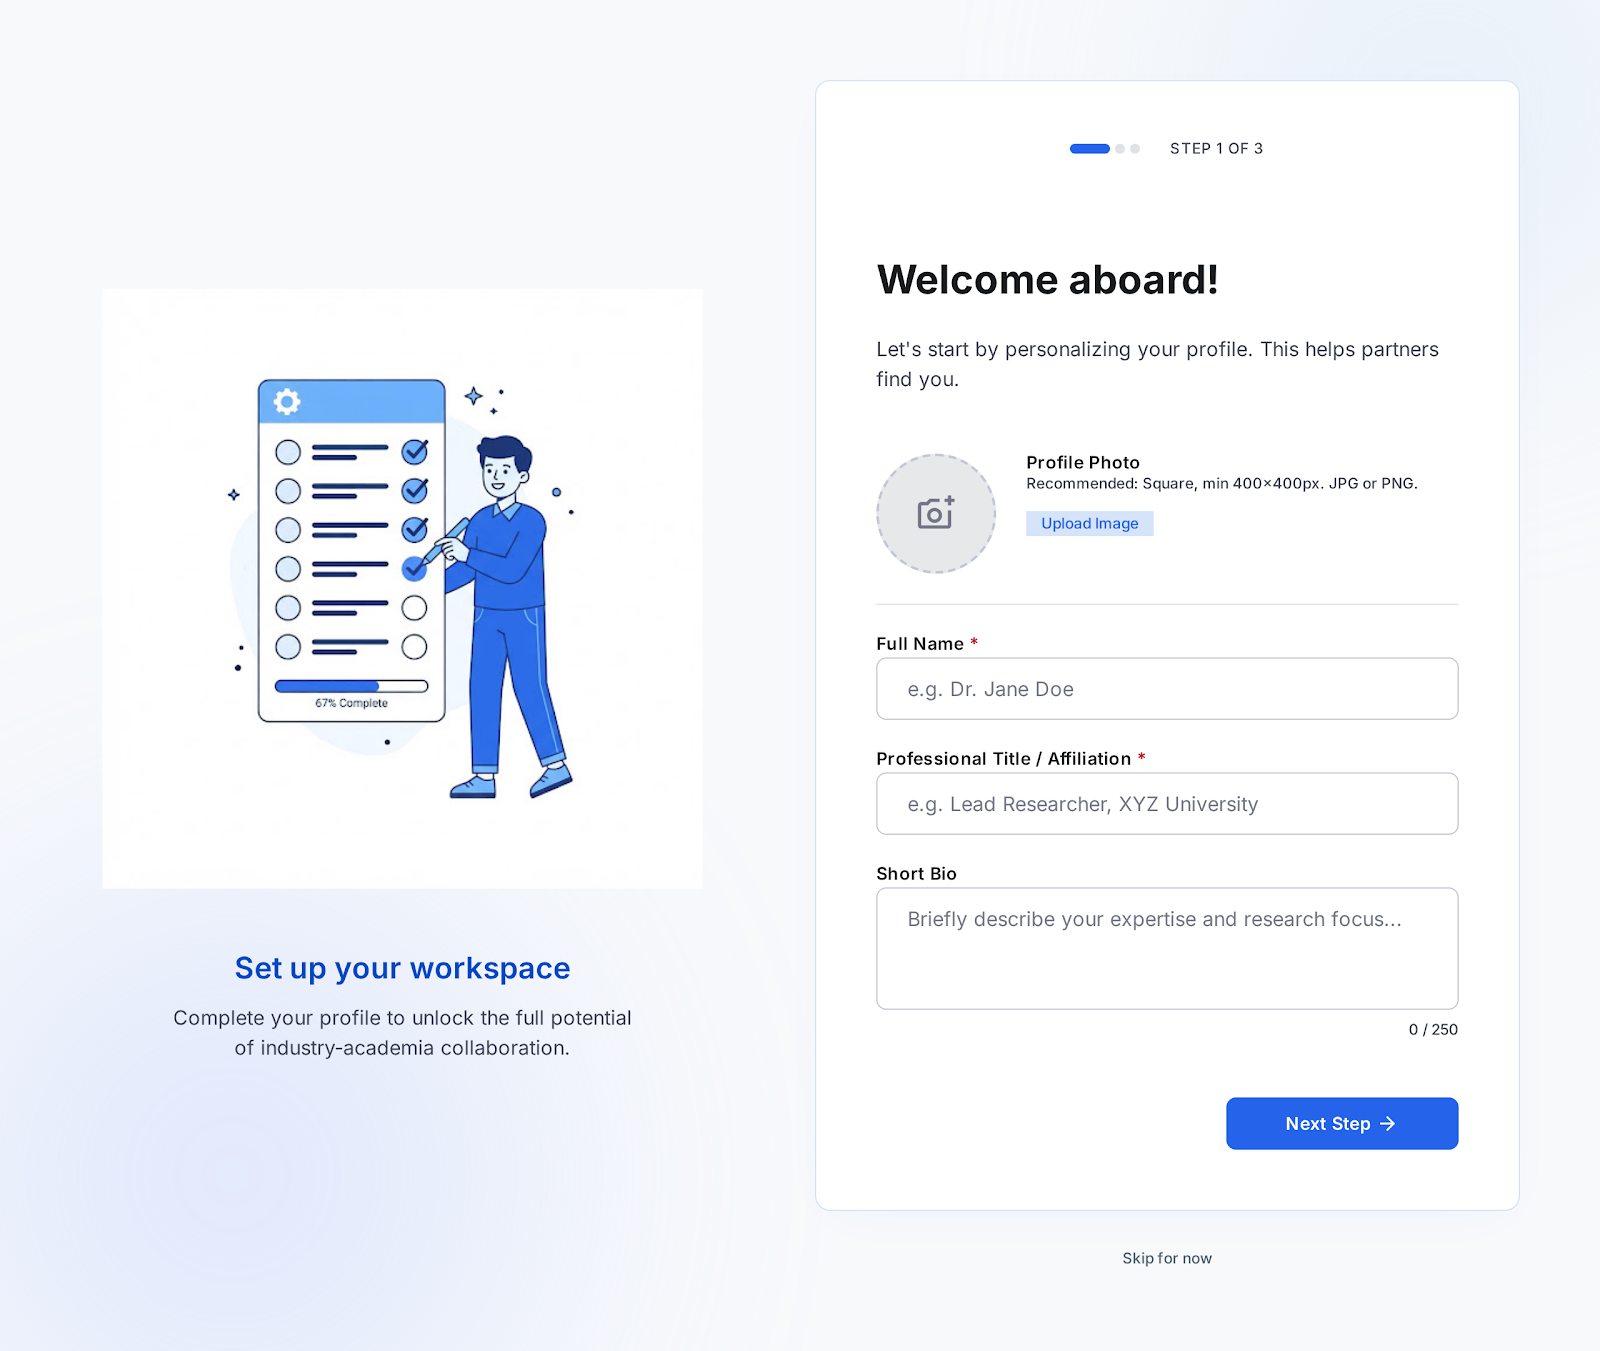 67% Complete
Set up your workspace
Complete your profile to unlock the full potential
of industry-academia collaboration.
STEP 1 OF 3
Welcome aboard!
Let's start by personalizing your profile. This helps partners
find you.
Profile Photo
Recommended: Square, min 400×400px. JPG or PNG.
Upload Image
Full Name *
e.g. Dr. Jane Doe
Professional Title / Affiliation *
e.g. Lead Researcher, XYZ University
Short Bio
Briefly describe your expertise and research focus...
0 / 250
Next Step →
Skip for now